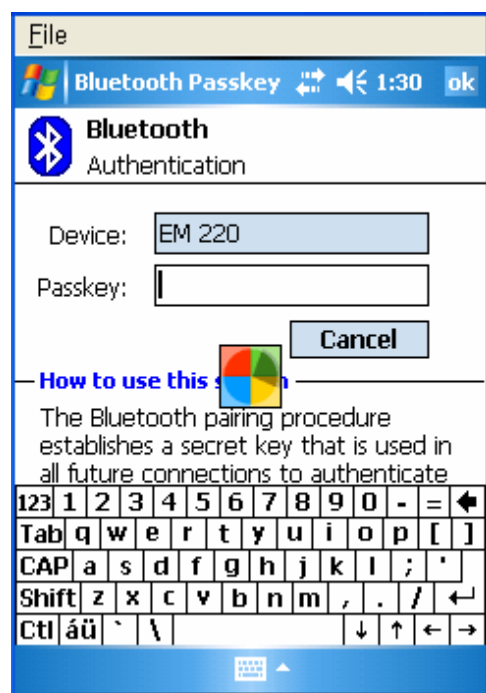 File
Bluetooth Passkey 1:30 ok
Bluetooth
Authentication
Device: EM 220
Passkey:
Cancel
How to use this
The Bluetooth pairing procedure
establishes a secret key that is used in
all future connections to authenticate
123 1 2 3 4 5 6 7 8 9 0 - =
Tab q w e r t y u i o p [ ]
CAP a s d f g h j k l ; '
Shift z x c v b n m , . /
Ctl áü ` \ ↓ ↑ ← →